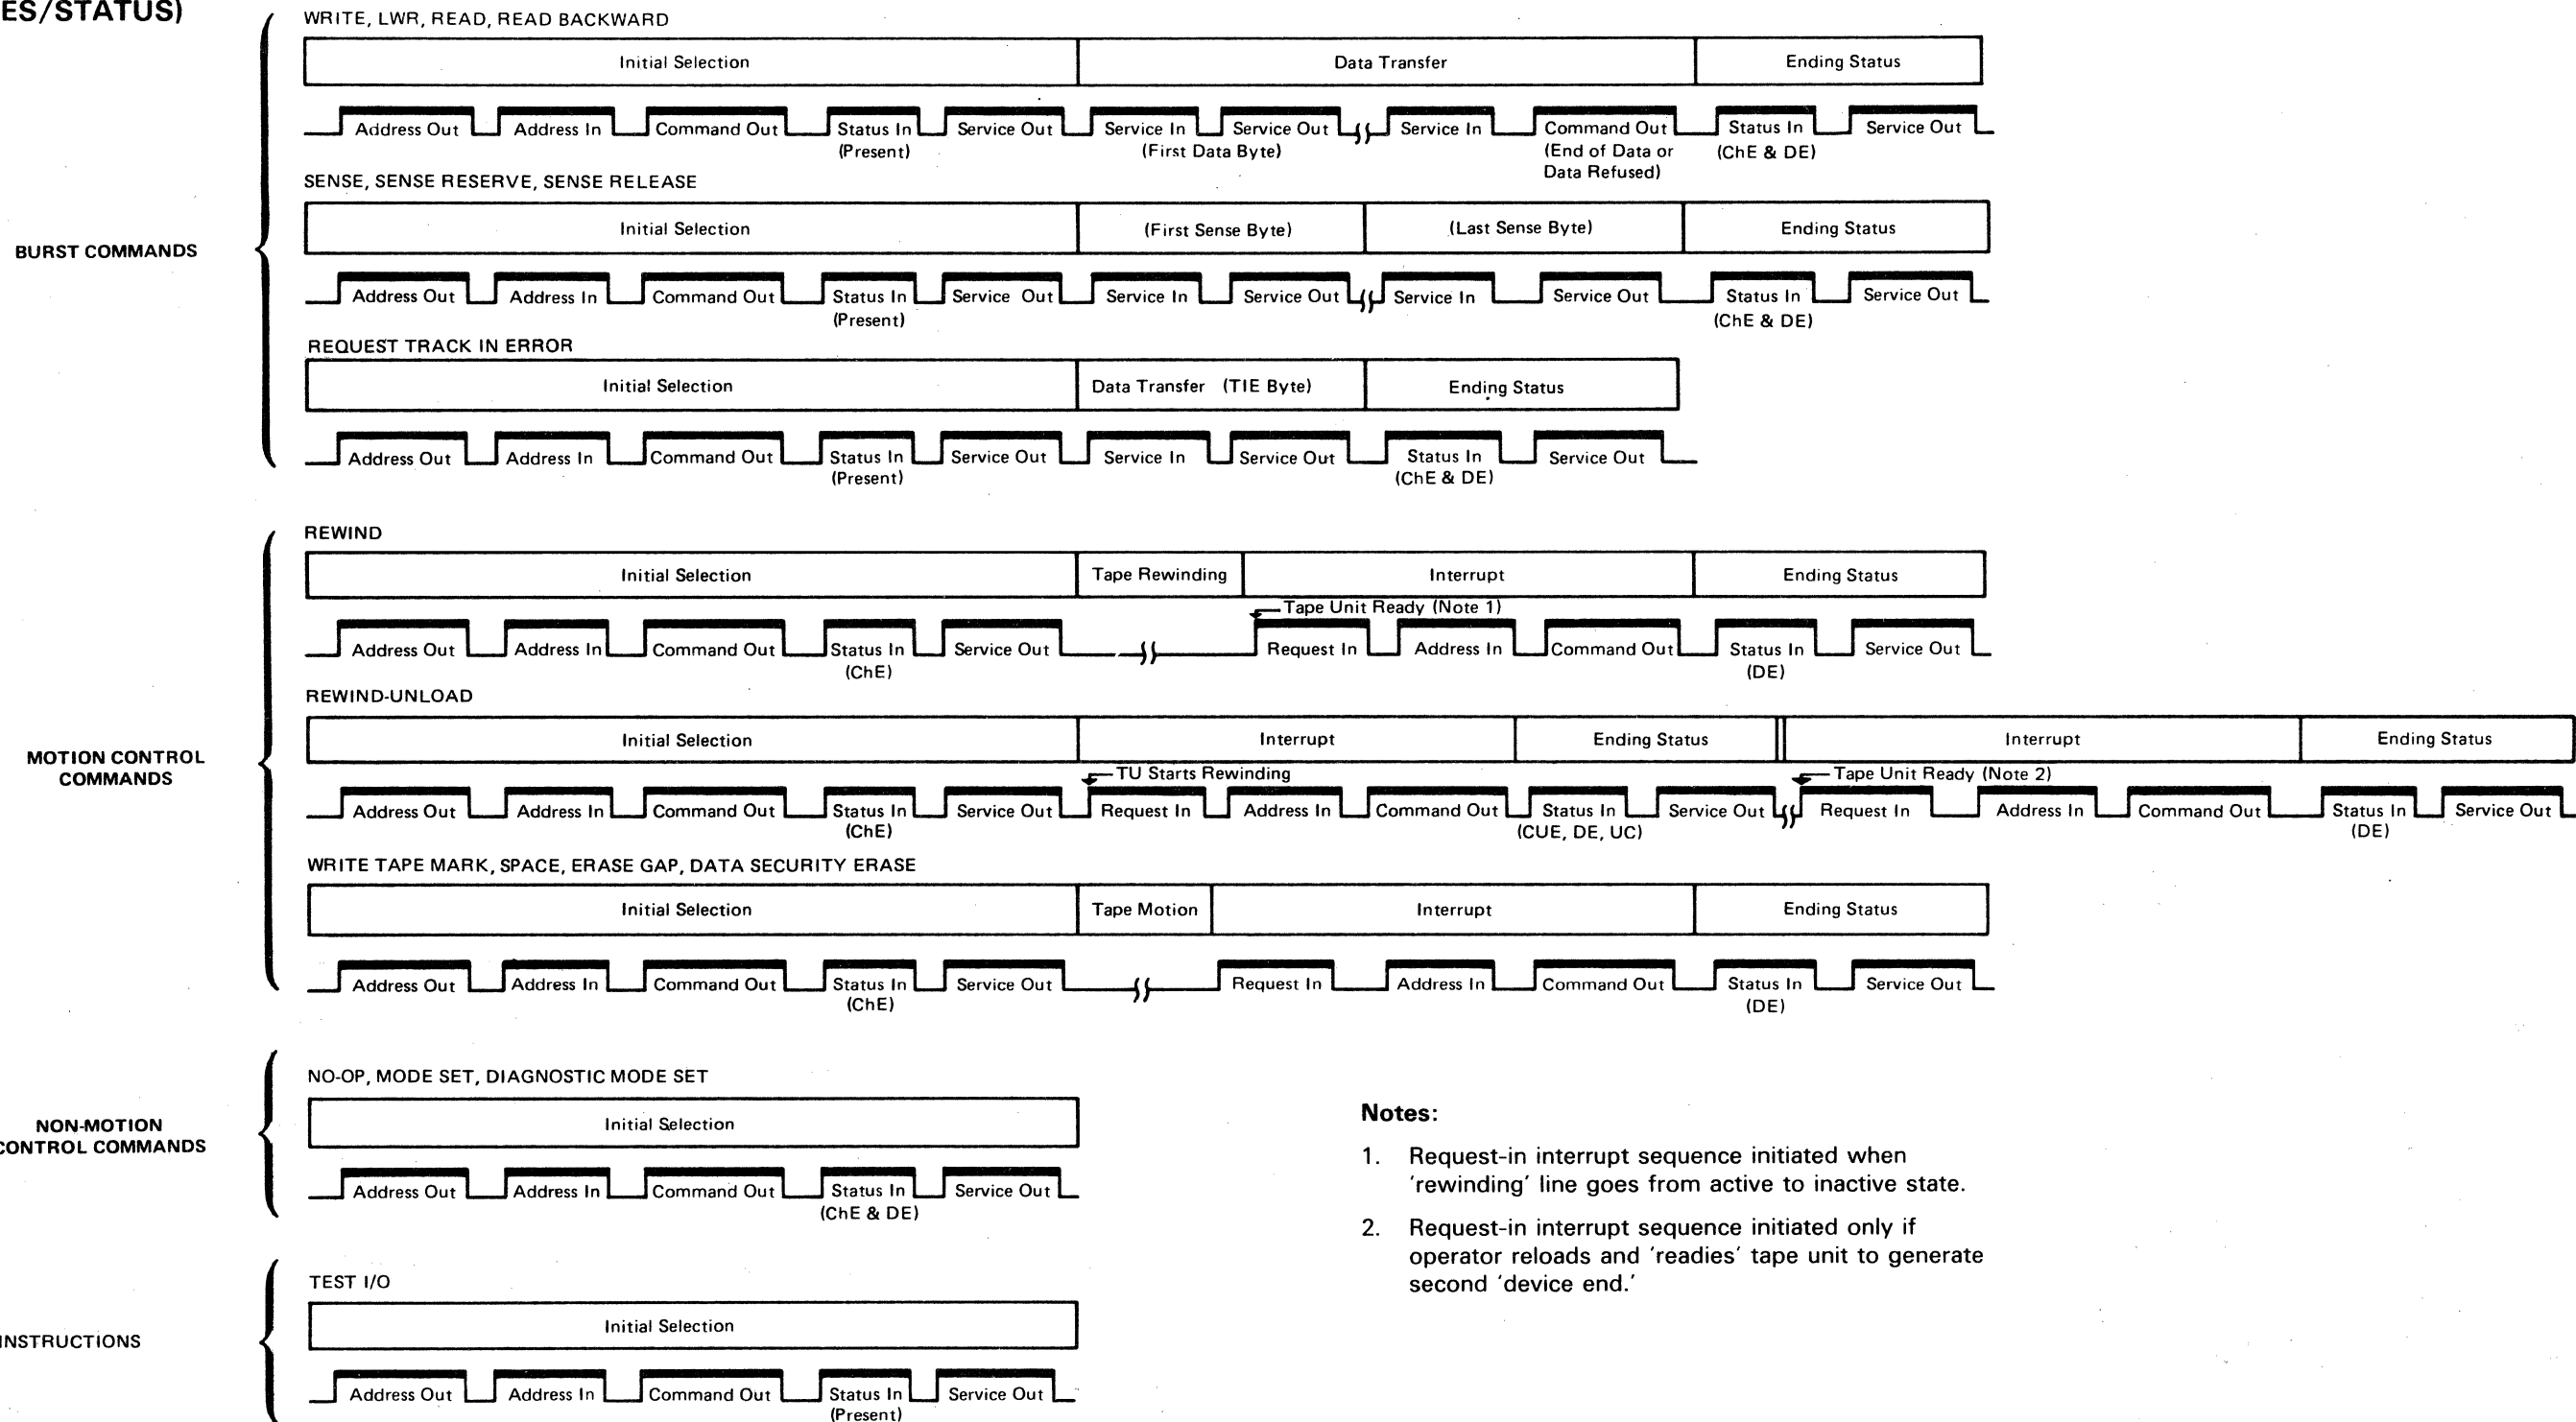 ES/STATUS)
WRITE, LWR, READ, READ BACKWARD
Initial Selection Data Transfer Ending Status
Address Out Address In Command Out Status In Service Out Service In Service Out Service In Command Out Status In Service Out
(Present) (First Data Byte) (End of Data or (ChE & DE)
Data Refused)
SENSE, SENSE RESERVE, SENSE RELEASE
Initial Selection (First Sense Byte) (Last Sense Byte) Ending Status
BURST COMMANDS
Address Out Address In Command Out Status In Service Out Service In Service Out Service In Service Out Status In Service Out
(Present) (ChE & DE)
REQUEST TRACK IN ERROR
Initial Selection Data Transfer (TIE Byte) Ending Status
Address Out Address In Command Out Status In Service Out Service In Service Out Status In Service Out
(Present) (ChE & DE)
REWIND
Initial Selection Tape Rewinding Interrupt Ending Status
Tape Unit Ready (Note 1)
Address Out Address In Command Out Status In Service Out Request In Address In Command Out Status In Service Out
(ChE) (DE)
REWIND-UNLOAD
Initial Selection Interrupt Ending Status Interrupt Ending Status
MOTION CONTROL
COMMANDS
TU Starts Rewinding Tape Unit Ready (Note 2)
Address Out Address In Command Out Status In Service Out Request In Address In Command Out Status In Service Out Request In Address In Command Out Status In Service Out
(ChE) (CUE, DE, UC) (DE)
WRITE TAPE MARK, SPACE, ERASE GAP, DATA SECURITY ERASE
Initial Selection Tape Motion Interrupt Ending Status
Address Out Address In Command Out Status In Service Out Request In Address In Command Out Status In Service Out
(ChE) (DE)
NO-OP, MODE SET, DIAGNOSTIC MODE SET
Initial Selection
NON-MOTION
CONTROL COMMANDS
Address Out Address In Command Out Status In Service Out
(ChE & DE)
TEST I/O
Initial Selection
INSTRUCTIONS
Address Out Address In Command Out Status In Service Out
(Present)
Notes:
1. Request-in interrupt sequence initiated when
'rewinding' line goes from active to inactive state.
2. Request-in interrupt sequence initiated only if
operator reloads and 'readies' tape unit to generate
second 'device end.'